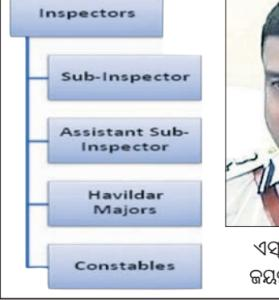 Inspectors
Sub-Inspector
Assistant Sub-
Inspector
Havildar
Majors
Constables